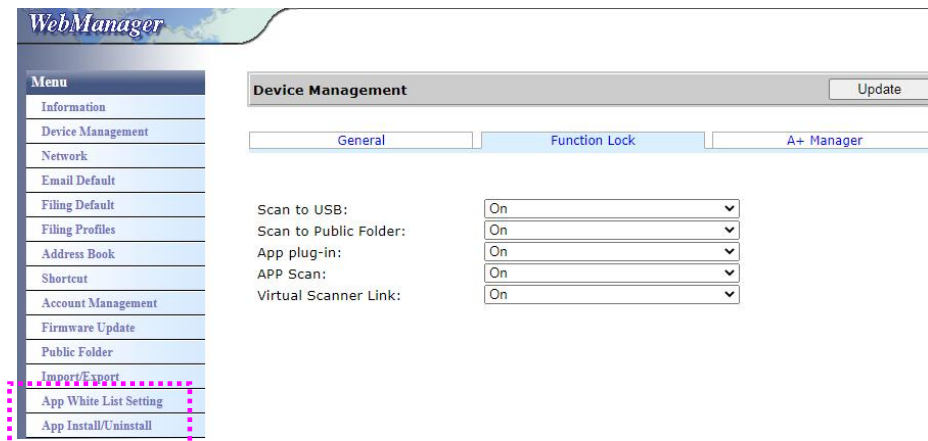 WebManager
Menu
Information
Device Management
Network
Email Default
Filing Default
Filing Profiles
Address Book
Shortcut
Account Management
Firmware Update
Public Folder
Import/Export
App White List Setting
App Install/Uninstall
Device Management Update
General Function Lock A+ Manager
Scan to USB: On
Scan to Public Folder: On
App plug-in: On
APP Scan: On
Virtual Scanner Link: On